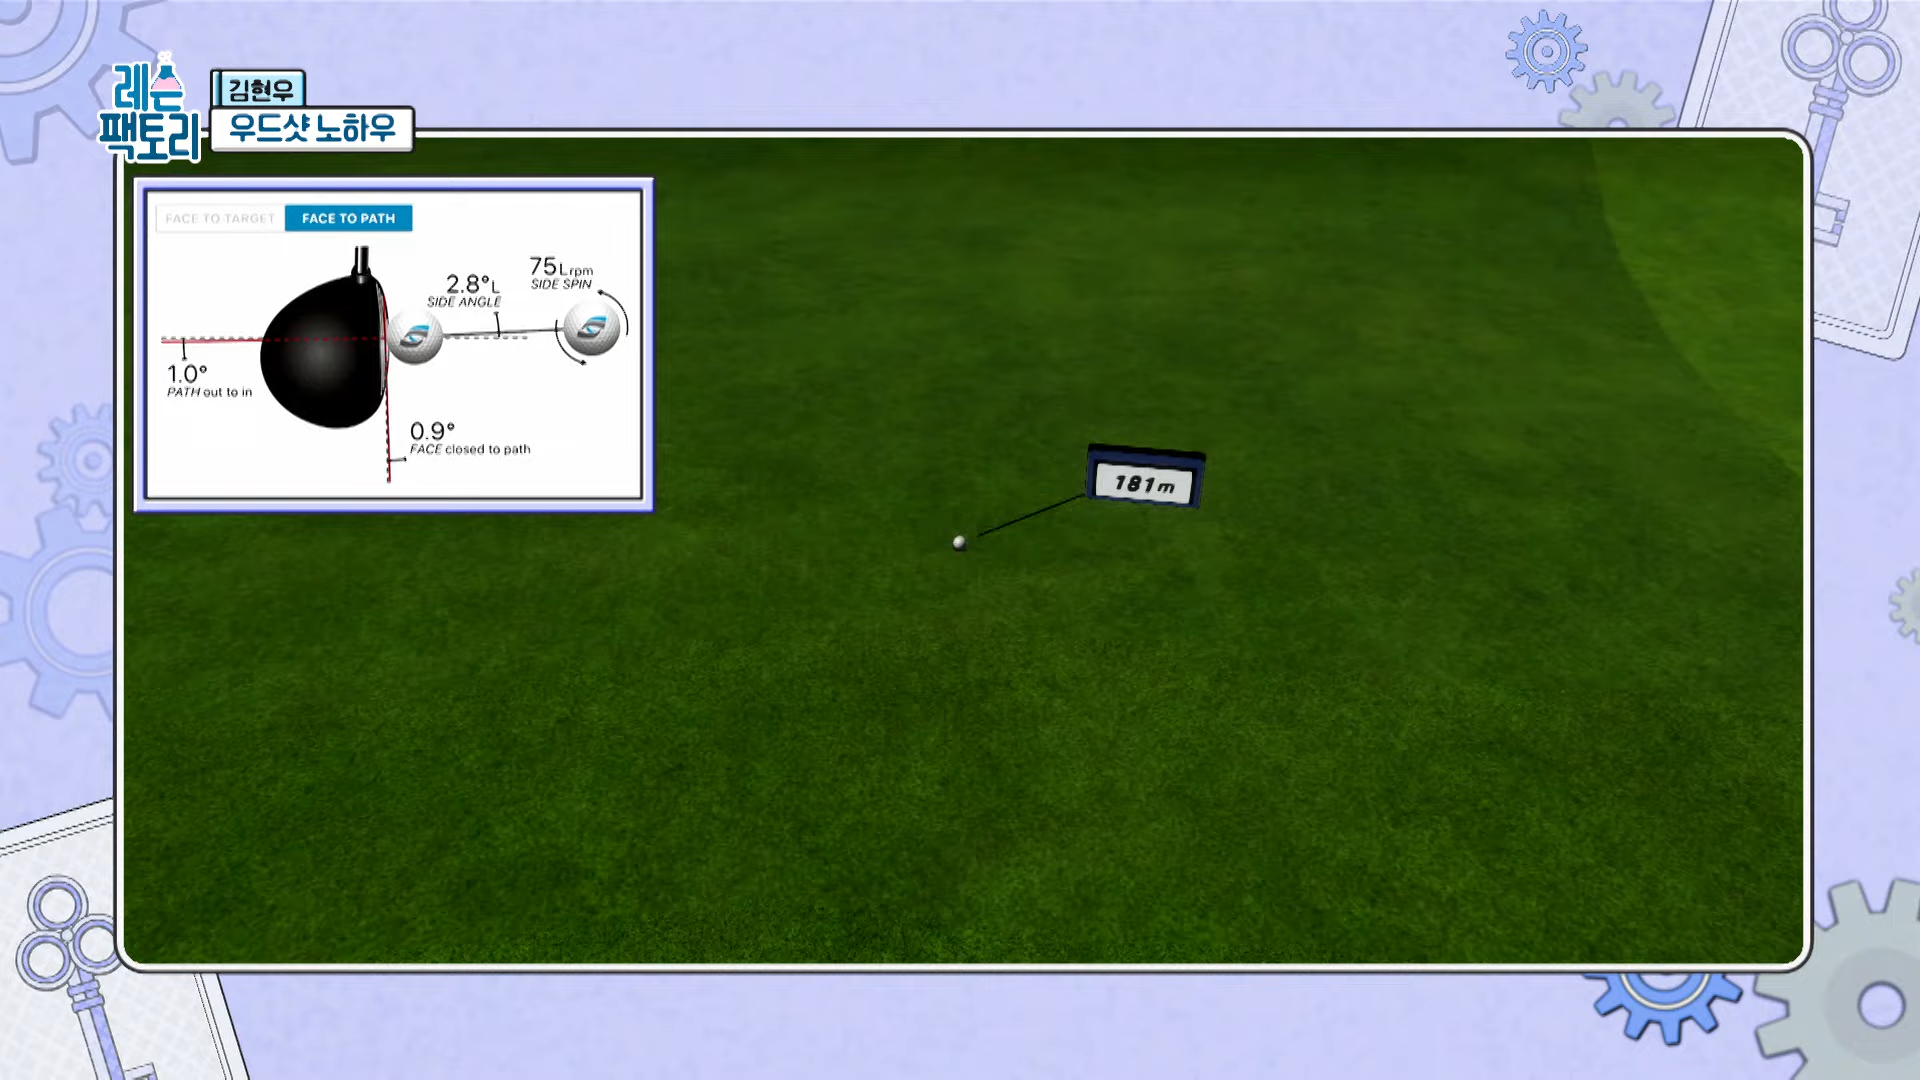 레슨
팩토리
김현우
우드샷 노하우
FACE TO TARGET
FACE TO PATH
2.8° L
SIDE ANGLE
75 L rpm
SIDE SPIN
1.0°
PATH out to in
0.9°
FACE closed to path
181m